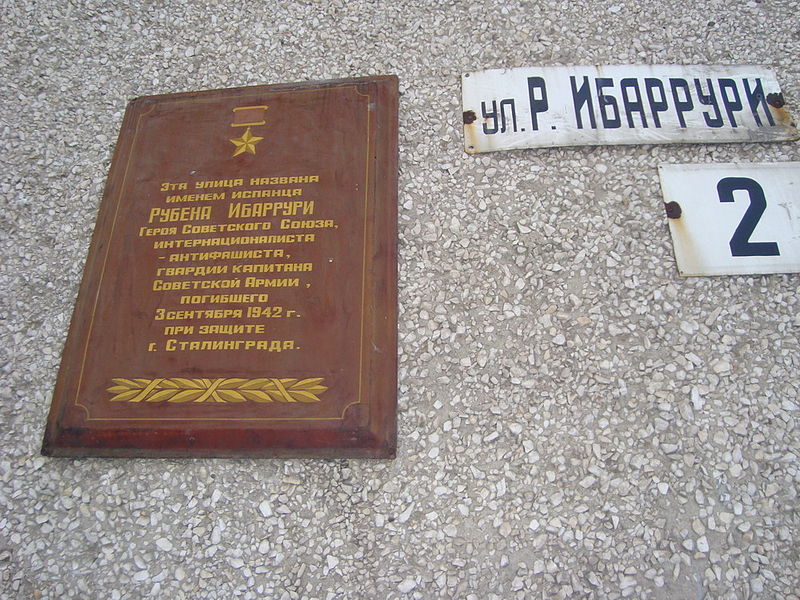 Эта улица названа
именем испанца
Рубена Ибаррури
Героя Советского Союза,
интернационалиста
- антифашиста,
гвардии капитана
Советской Армии,
погибшего
3 сентября 1942 г.
при защите
г. Сталинграда.
ул. Р. ИБАРРУРИ
2